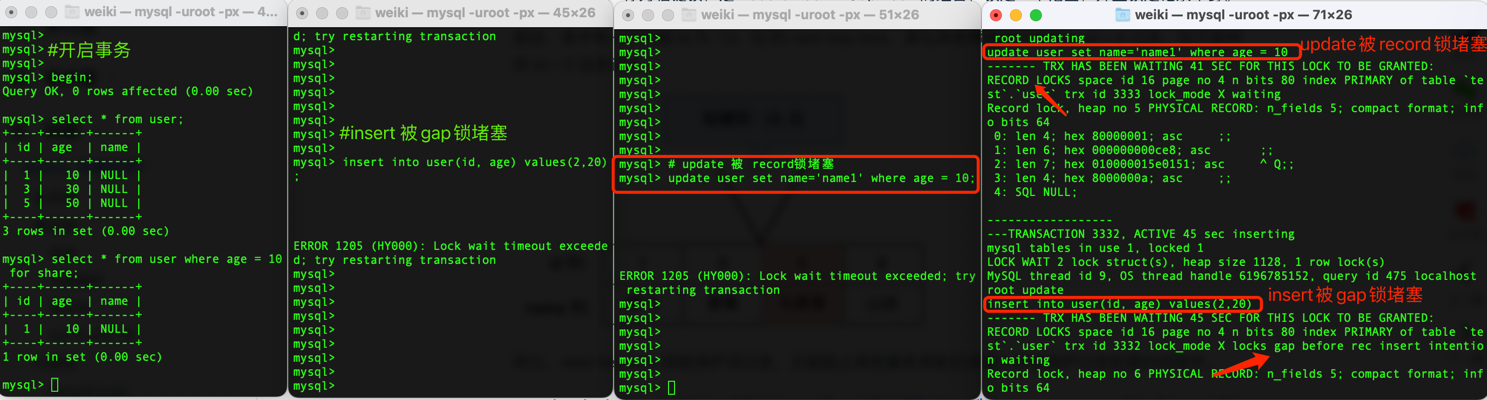 weiki — mysql -uroot -px — 4...
mysql>
mysql> #开启事务
mysql>
mysql> begin;
Query OK, 0 rows affected (0.00 sec)
mysql> select * from user;
+----+------+------+
| id | age | name |
+----+------+------+
| 1 | 10 | NULL |
| 3 | 30 | NULL |
| 5 | 50 | NULL |
+----+------+------+
3 rows in set (0.00 sec)
mysql> select * from user where age = 10
for share;
+----+------+------+
| id | age | name |
+----+------+------+
| 1 | 10 | NULL |
+----+------+------+
1 row in set (0.00 sec)
mysql>
weiki — mysql -uroot -px — 45×26
d; try restarting transaction
mysql>
mysql>
mysql>
mysql>
mysql>
mysql>
mysql> #insert 被 gap 锁堵塞
mysql>
mysql> insert into user(id, age) values(2,20)
;
ERROR 1205 (HY000): Lock wait timeout exceede
d; try restarting transaction
mysql>
mysql>
mysql>
mysql>
mysql>
mysql>
mysql>
mysql>
mysql>
weiki — mysql -uroot -px — 51×26
mysql>
mysql>
mysql>
mysql>
mysql>
mysql>
mysql>
mysql>
mysql>
mysql> # update 被 record锁堵塞
mysql> update user set name='name1' where age = 10;
ERROR 1205 (HY000): Lock wait timeout exceeded; try
restarting transaction
mysql>
mysql>
mysql>
mysql>
mysql>
mysql>
mysql>
weiki — mysql -uroot -px — 71×26
root updating
update user set name='name1' where age = 10 update 被 record 锁堵塞
------- TRX HAS BEEN WAITING 41 SEC FOR THIS LOCK TO BE GRANTED:
RECORD LOCKS space id 16 page no 4 n bits 80 index PRIMARY of table `te
st`.`user` trx id 3333 lock_mode X waiting
Record lock, heap no 5 PHYSICAL RECORD: n_fields 5; compact format; inf
o bits 64
0: len 4; hex 80000001; asc ;;
1: len 6; hex 000000000ce8; asc ;;
2: len 7; hex 010000015e0151; asc ^ Q;;
3: len 4; hex 8000000a; asc ;;
4: SQL NULL;
------------------
---TRANSACTION 3332, ACTIVE 45 sec inserting
mysql tables in use 1, locked 1
LOCK WAIT 2 lock struct(s), heap size 1128, 1 row lock(s)
MySQL thread id 9, OS thread handle 6196785152, query id 475 localhost
root update
insert into user(id, age) values(2,20) insert 被 gap 锁堵塞
------- TRX HAS BEEN WAITING 45 SEC FOR THIS LOCK TO BE GRANTED:
RECORD LOCKS space id 16 page no 4 n bits 80 index PRIMARY of table `te
st`.`user` trx id 3332 lock_mode X locks gap before rec insert intentio
n waiting
Record lock, heap no 6 PHYSICAL RECORD: n_fields 5; compact format; inf
o bits 64